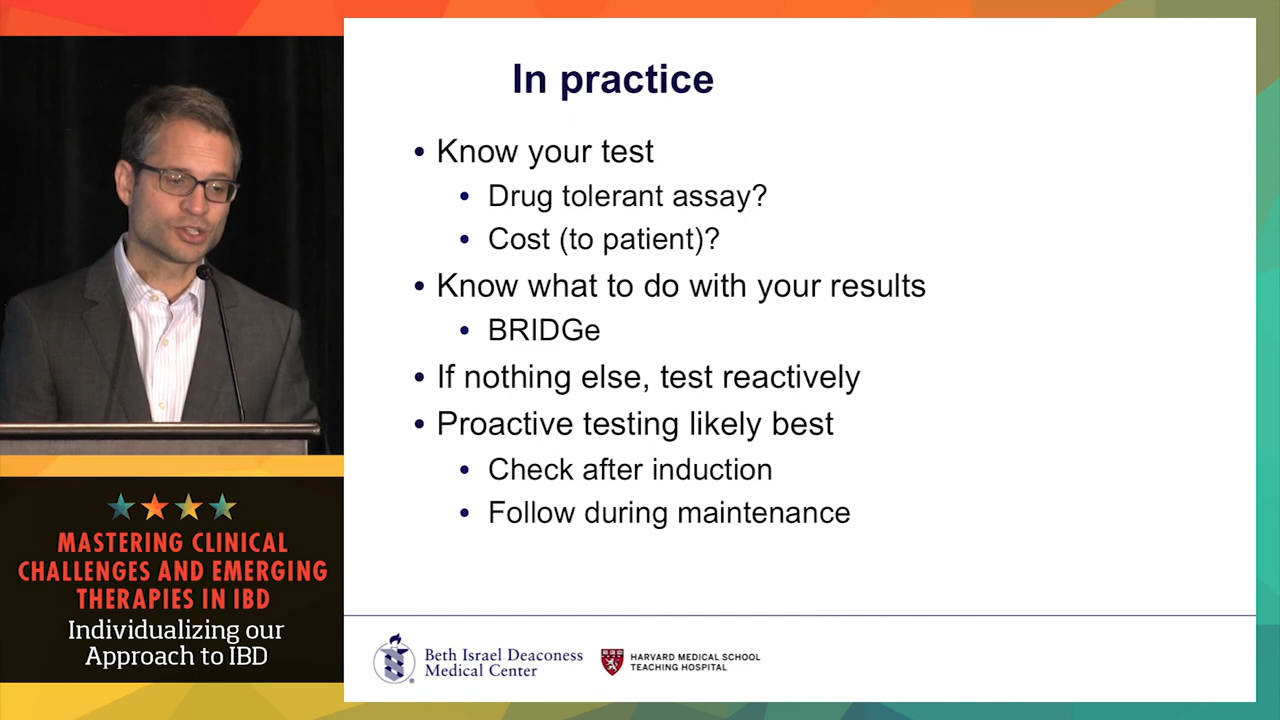 In practice
• Know your test
• Drug tolerant assay?
• Cost (to patient)?
• Know what to do with your results
• BRIDGe
• If nothing else, test reactively
• Proactive testing likely best
• Check after induction
• Follow during maintenance
MASTERING CLINICAL
CHALLENGES AND EMERGING
THERAPIES IN IBD
Individualizing our
Approach to IBD
Beth Israel Deaconess
Medical Center
HARVARD MEDICAL SCHOOL
TEACHING HOSPITAL